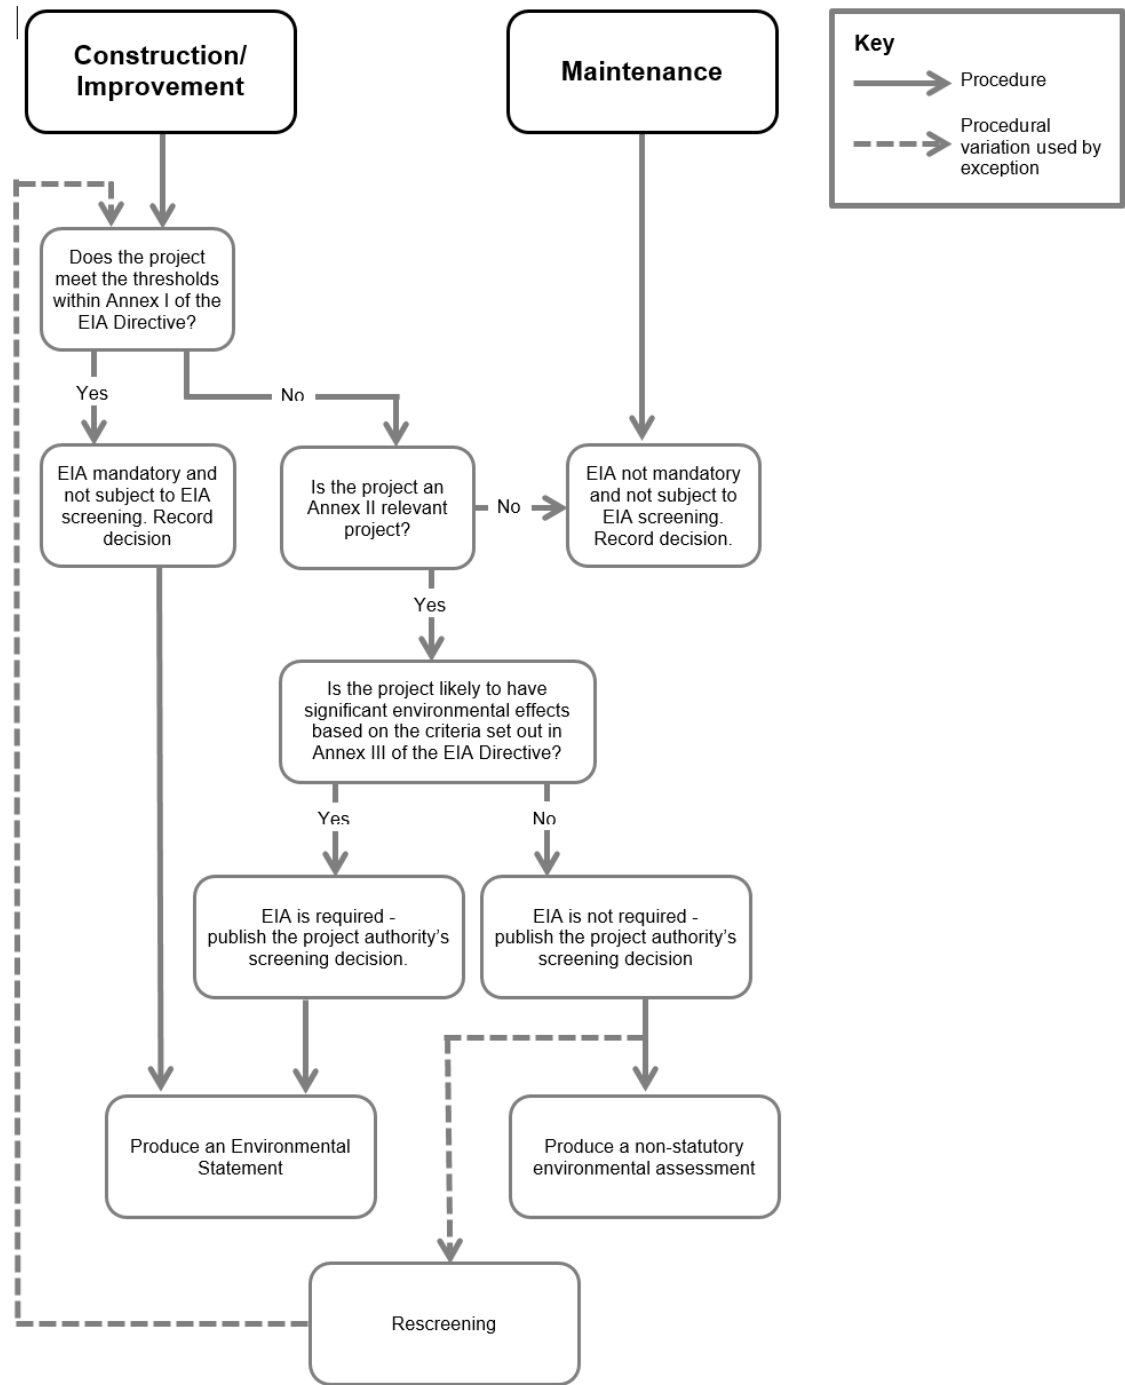 Construction/
Improvement
Maintenance
Key
Procedure
Procedural
variation used by
exception
Does the project
meet the thresholds
within Annex I of the
EIA Directive?
Yes
No
EIA mandatory and
not subject to EIA
screening. Record
decision
Is the project an
Annex II relevant
project?
No
EIA not mandatory
and not subject to
EIA screening.
Record decision.
Yes
Is the project likely to have
significant environmental effects
based on the criteria set out in
Annex III of the EIA Directive?
Yes
No
EIA is required -
publish the project authority's
screening decision.
EIA is not required -
publish the project authority's
screening decision
Produce an Environmental
Statement
Produce a non-statutory
environmental assessment
Rescreening